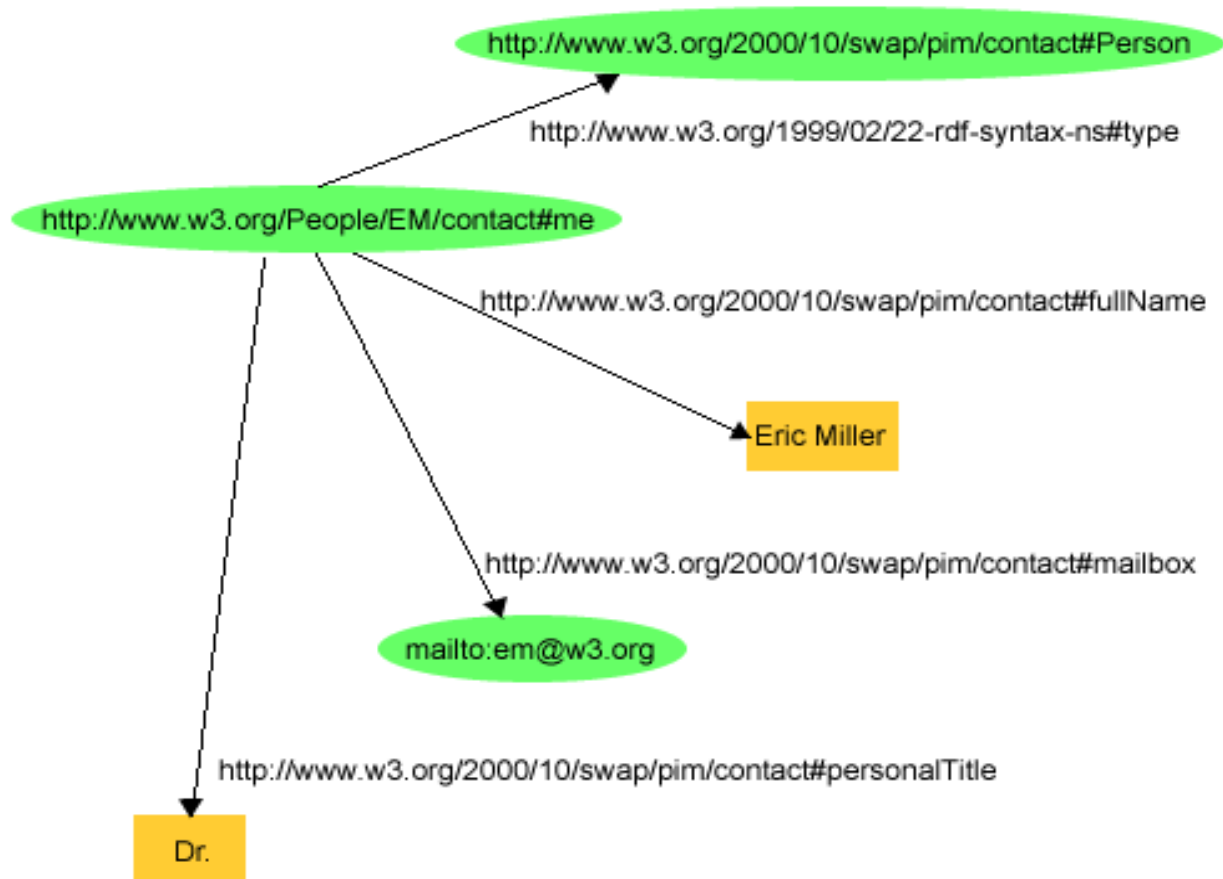 http://www.w3.org/2000/10/swap/pim/contact#Person
http://www.w3.org/1999/02/22-rdf-syntax-ns#type
http://www.w3.org/People/EM/contact#me
http://www.w3.org/2000/10/swap/pim/contact#fullName
Eric Miller
http://www.w3.org/2000/10/swap/pim/contact#mailbox
mailto:em@w3.org
http://www.w3.org/2000/10/swap/pim/contact#personalTitle
Dr.